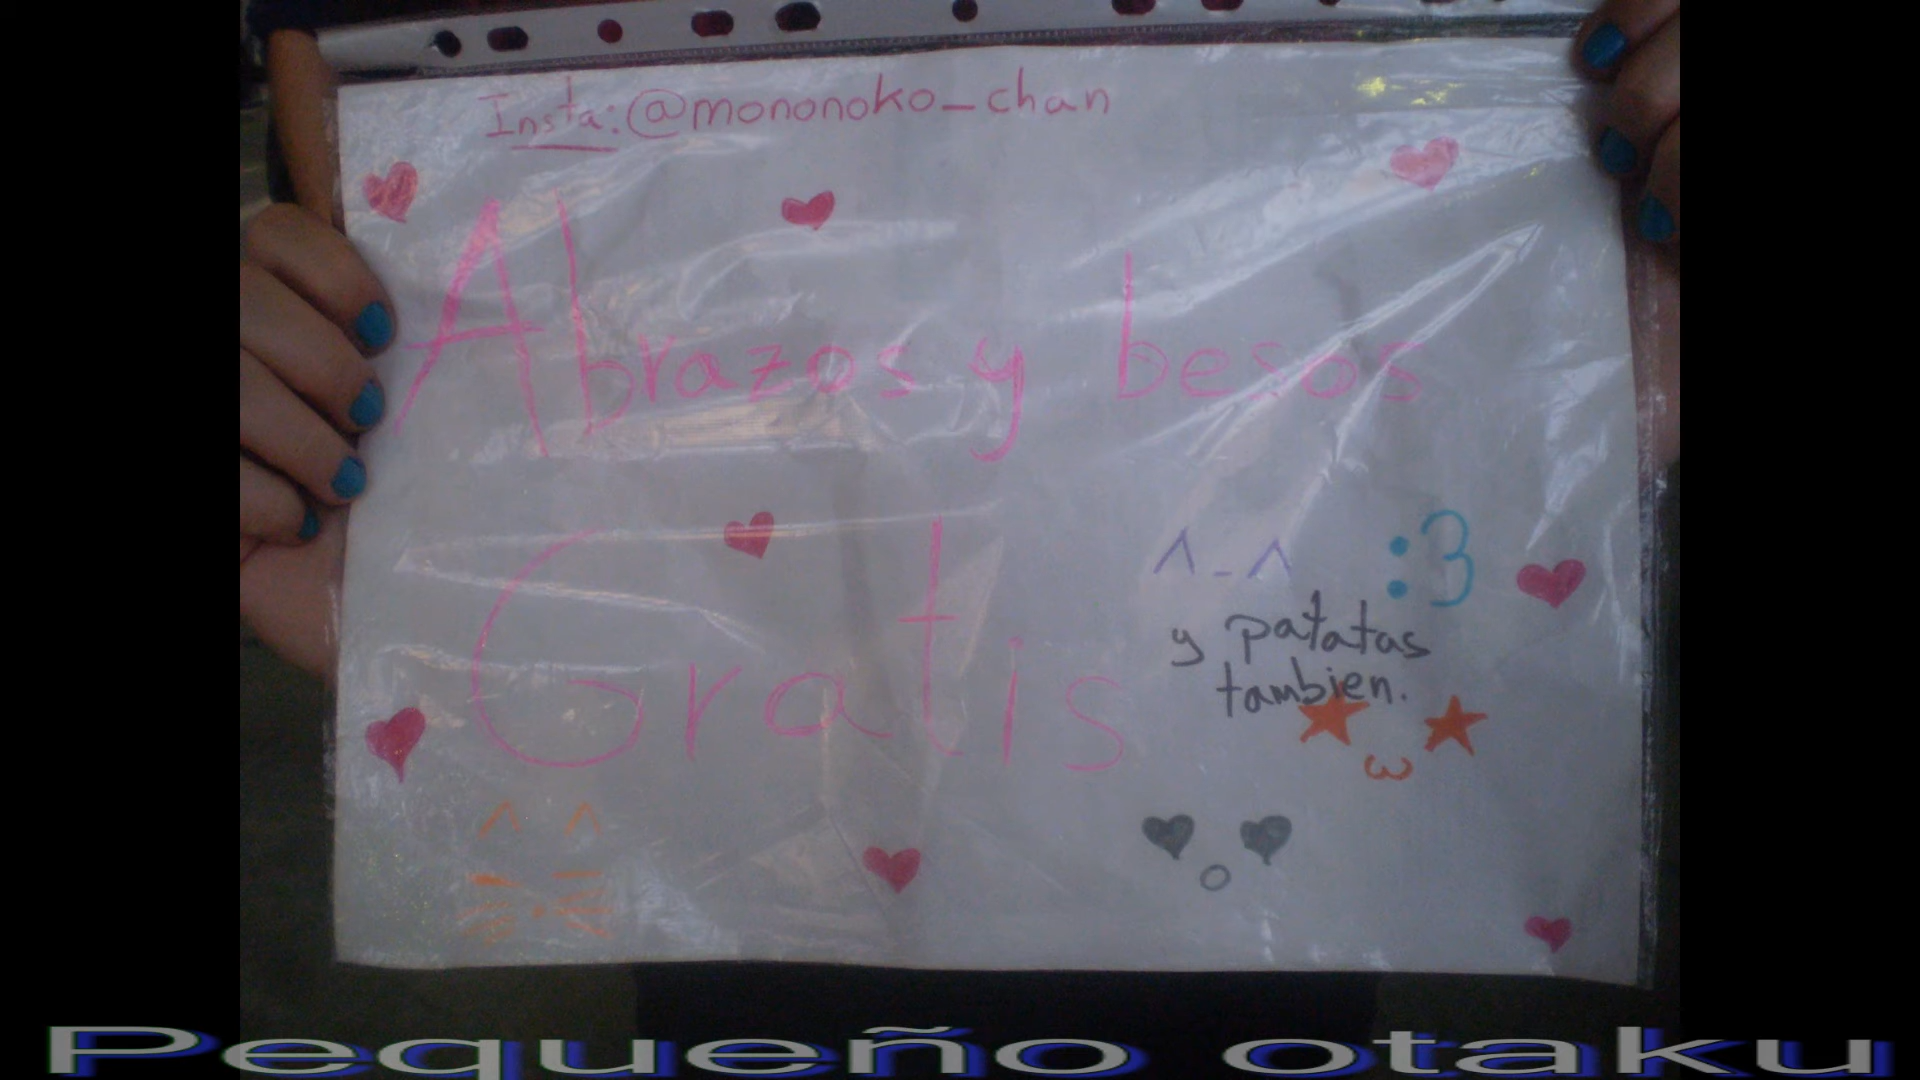 Insta: @mononoko_chan
Abrazos y besos
Gratis
^_^ :3
y patatas
tambien.
ω
Pequeño otaku